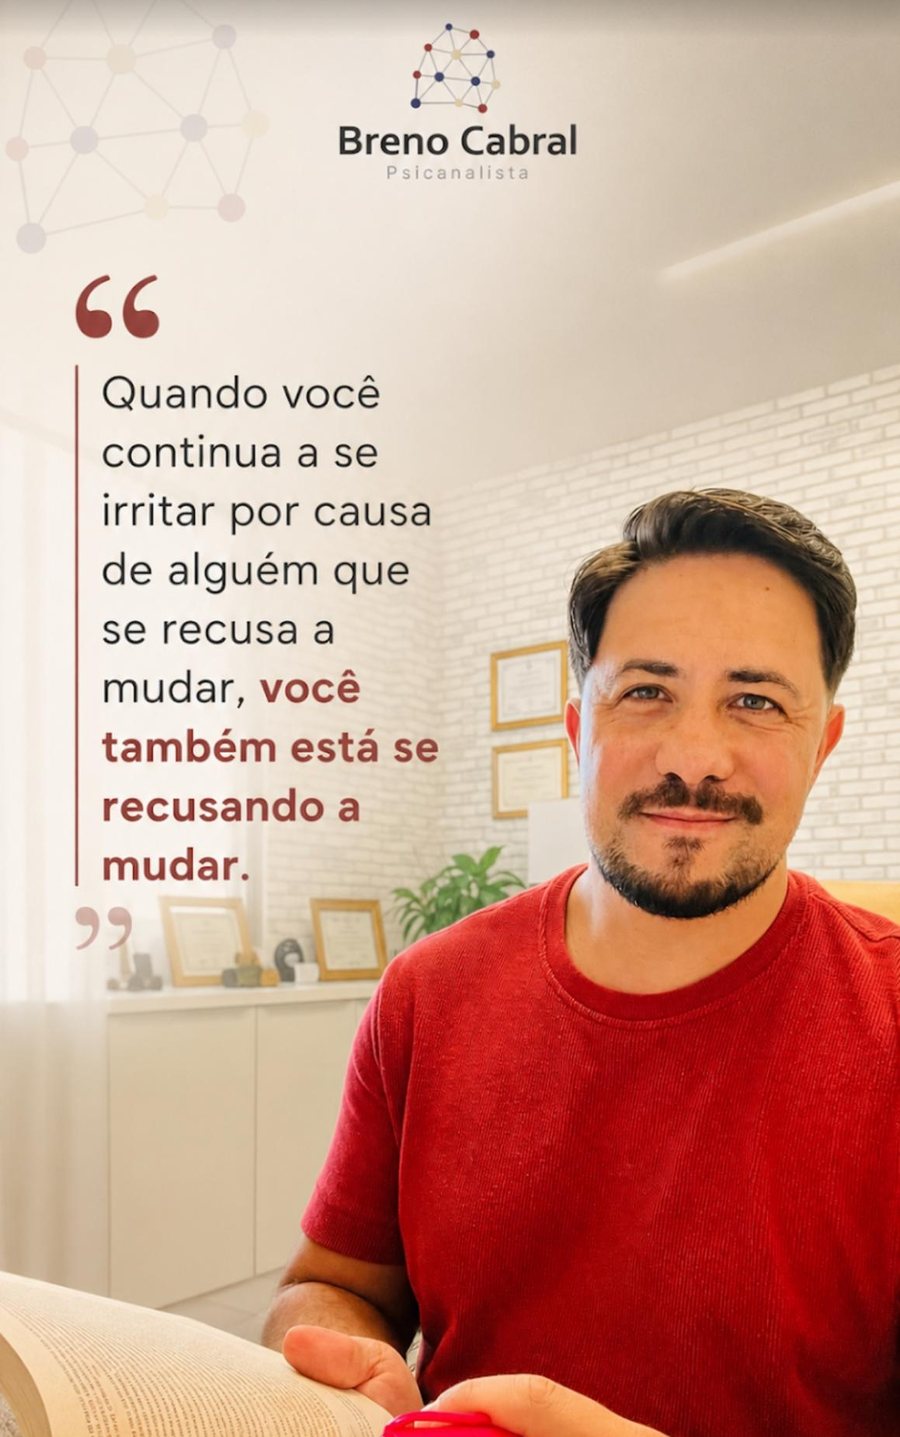 Breno Cabral
Psicanalista
“
Quando você
continua a se
irritar por causa
de alguém que
se recusa a
mudar, você
também está se
recusando a
mudar.
”